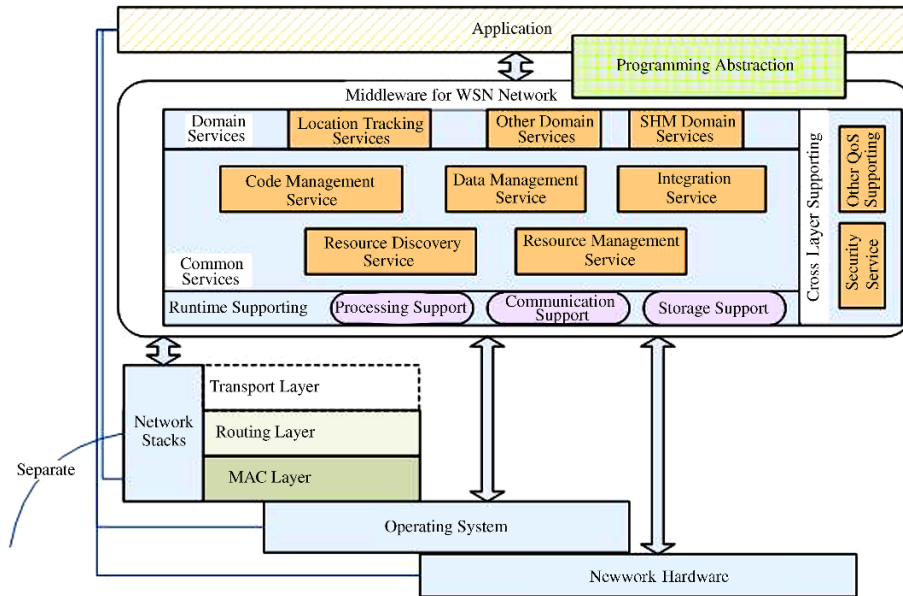 Application
Programming Abstraction
Middleware for WSN Network
Domain
Services
Location Tracking
Services
Other Domain
Services
SHM Domain
Services
Code Management
Service
Data Management
Service
Integration
Service
Resource Discovery
Service
Resource Management
Service
Common
Services
Runtime Supporting
Processing Support
Communication
Support
Storage Support
Cross Layer Supporting
Other QoS
Supporting
Security
Service
Network
Stacks
Transport Layer
Routing Layer
MAC Layer
Separate
Operating System
Newwork Hardware